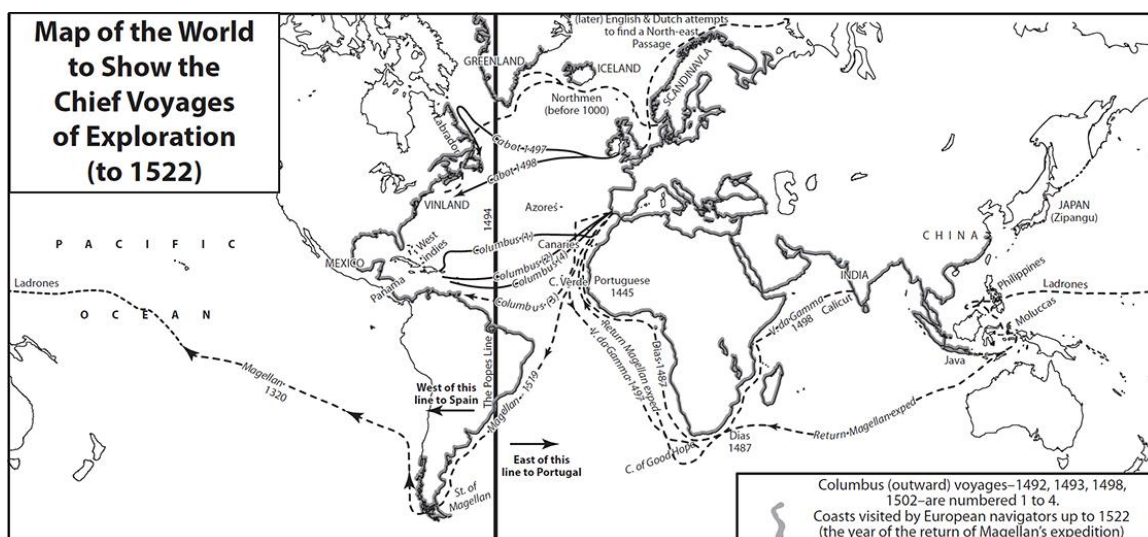 Map of the World
to Show the
Chief Voyages
of Exploration
(to 1522)
(later) English & Dutch attempts
to find a North-east
Passage
GREENLAND
ICELAND
SCANDINAVLA
Northmen
(before 1000)
Labrador
Cabot 1497
Cabot 1498
VINLAND
1494
Azores
JAPAN
(Zipangu)
PACIFIC
West
Indies
Columbus (1)
Canaries
CHINA
MEXICO
Columbus (2)
Columbus (4)
INDIA
Ladrones
Panama
C. Verde
Portuguese
1445
V. da Gamma
1498
Calicut
Philippines
Ladrones
OCEAN
Columbus (3)
Moluccas
Java
The Popes Line
Magellan 1519
V. da Gamma 1497
Return Magellan exped
Dias 1487
Magellan
1320
West of this
line to Spain
East of this
line to Portugal
C. of Good Hope
Dias
1487
Return Magellan exped
St. of
Magellan
Columbus (outward) voyages–1492, 1493, 1498,
1502–are numbered 1 to 4.
Coasts visited by European navigators up to 1522
(the year of the return of Magellan's expedition)